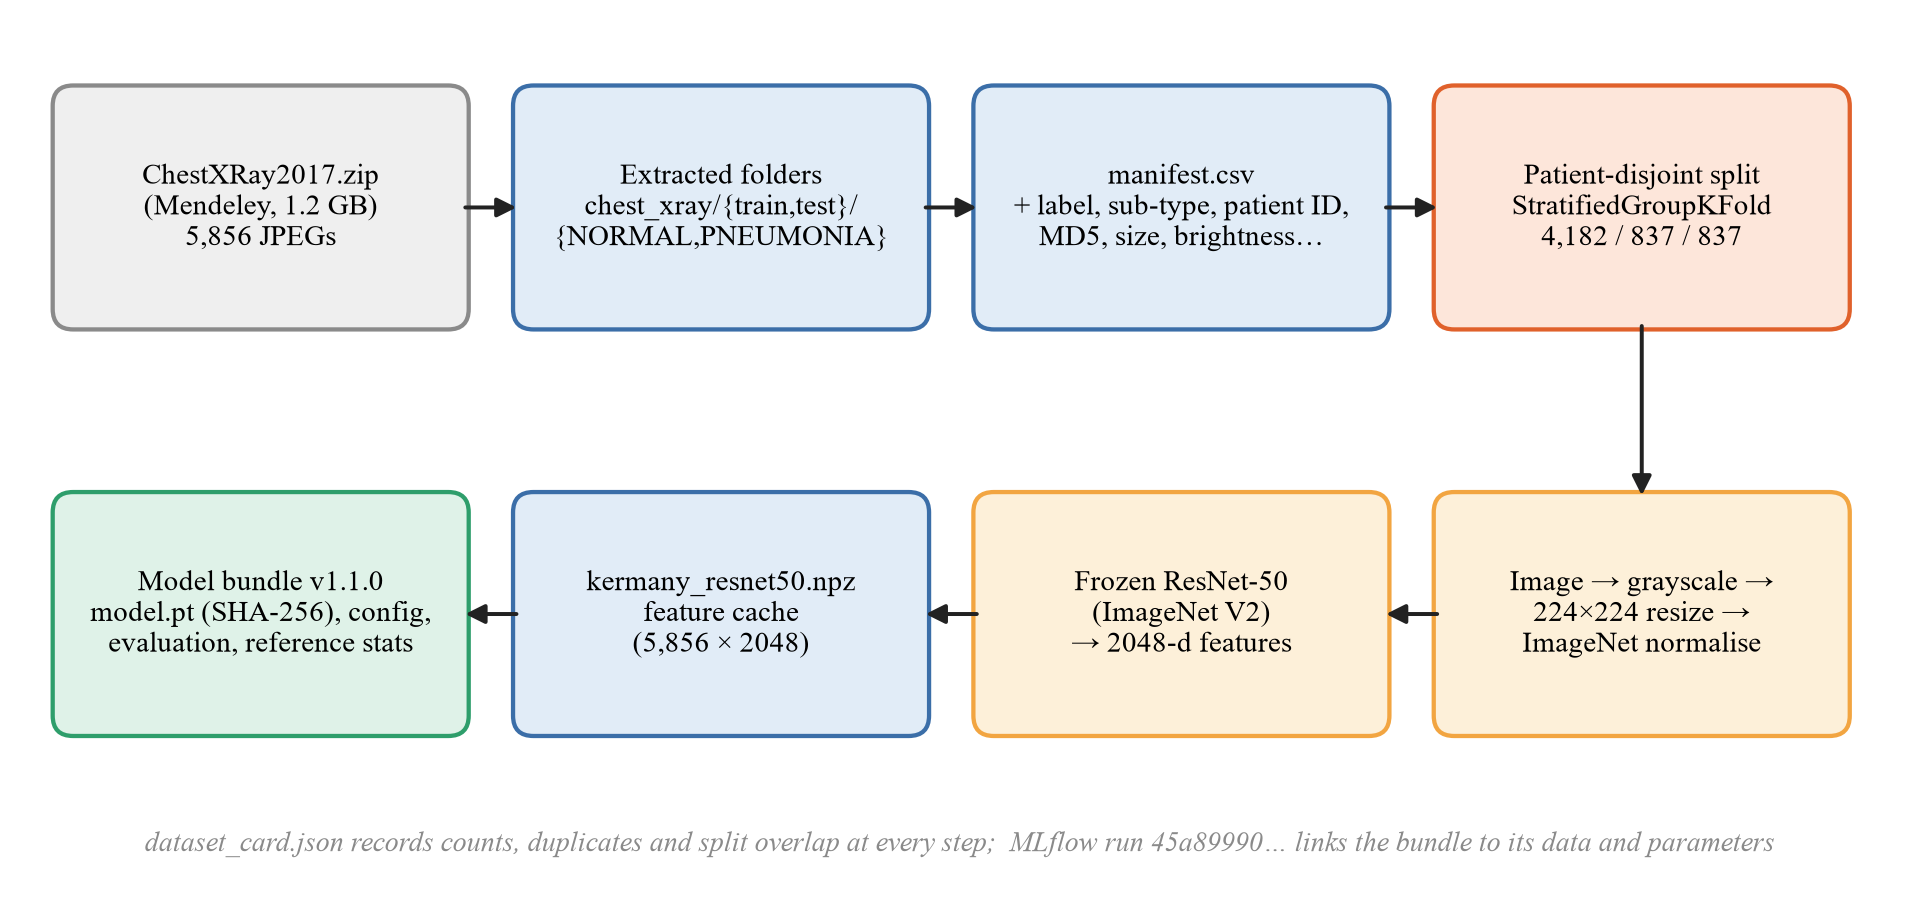 ChestXRay2017.zip
(Mendeley, 1.2 GB)
5,856 JPEGs
Extracted folders
chest_xray/{train,test}/
{NORMAL,PNEUMONIA}
manifest.csv
+ label, sub-type, patient ID,
MD5, size, brightness…
Patient-disjoint split
StratifiedGroupKFold
4,182 / 837 / 837
Image → grayscale →
224×224 resize →
ImageNet normalise
Frozen ResNet-50
(ImageNet V2)
→ 2048-d features
kermany_resnet50.npz
feature cache
(5,856 × 2048)
Model bundle v1.1.0
model.pt (SHA-256), config,
evaluation, reference stats
dataset_card.json records counts, duplicates and split overlap at every step;  MLflow run 45a89990… links the bundle to its data and parameters